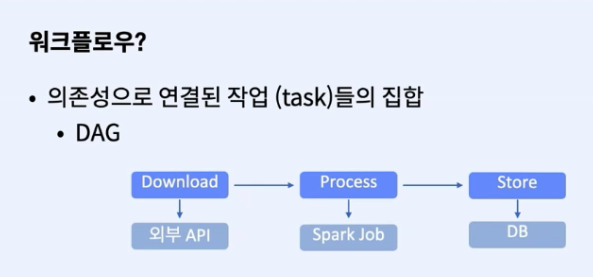 워크플로우?
• 의존성으로 연결된 작업 (task)들의 집합
• DAG
Download
Process
Store
외부 API
Spark Job
DB